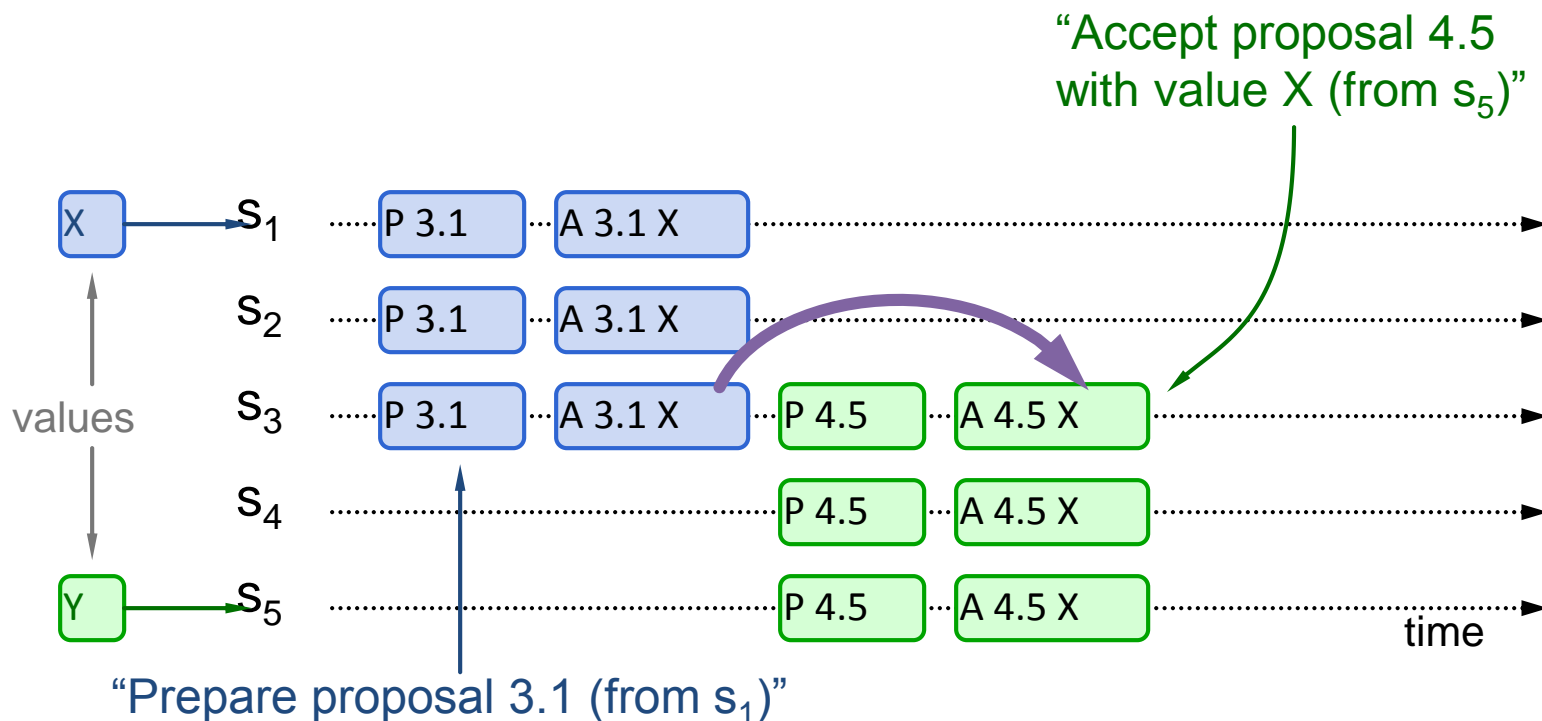 “Accept proposal 4.5
with value X (from s5)”
X s1 P 3.1 A 3.1 X
s2 P 3.1 A 3.1 X
values s3 P 3.1 A 3.1 X P 4.5 A 4.5 X
s4 P 4.5 A 4.5 X
Y s5 P 4.5 A 4.5 X
time
“Prepare proposal 3.1 (from s1)”